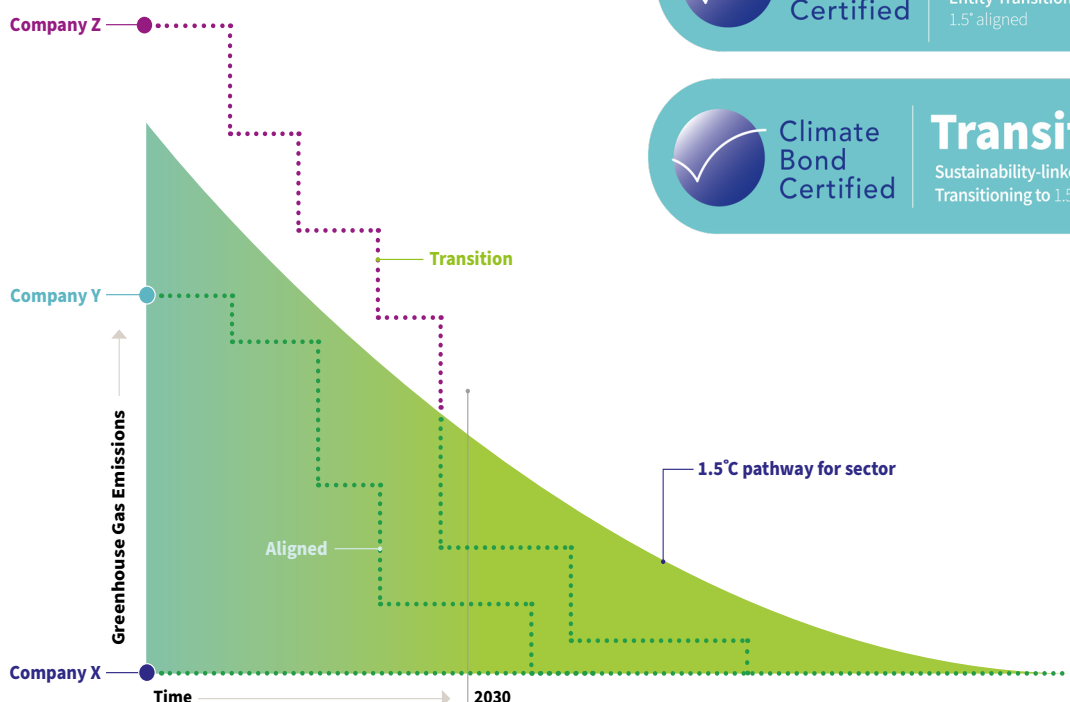 Company Z
Certified
1.5° aligned
Climate
Bond
Certified
Sustainability-linke
Transitioning to 1.5
Transition
Company Y
Greenhouse Gas Emissions
1.5°C pathway for sector
Aligned
Company X
Time
2030